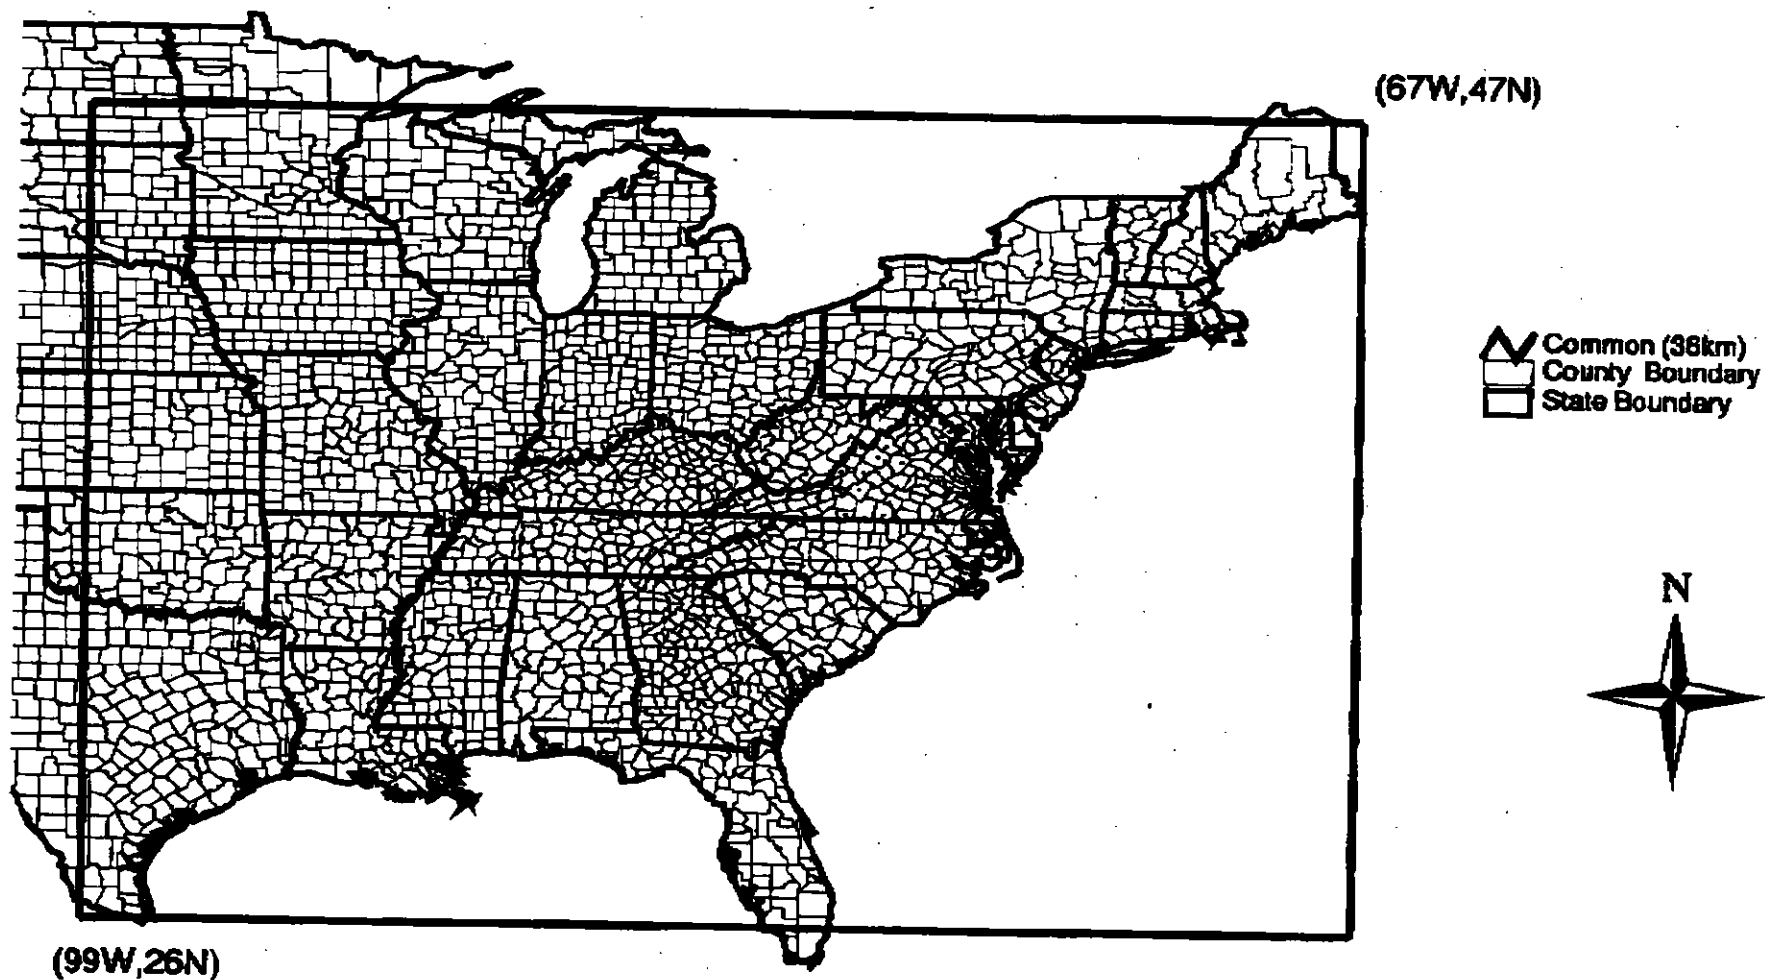 (67W,47N)
Common (36km)
County Boundary
State Boundary
N
(99W,26N)